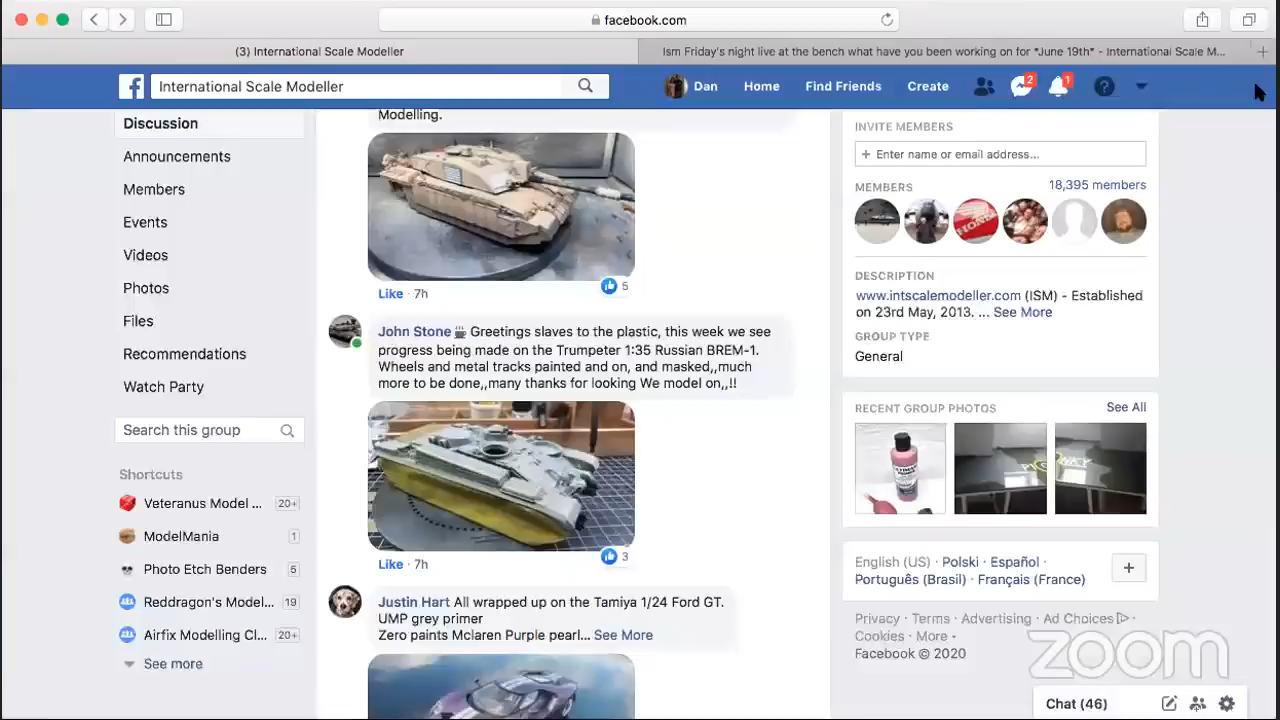 facebook.com
(3) International Scale Modeller
Ism Friday's night live at the bench what have you been working on for *June 19th* - International Scale M...
International Scale Modeller
Dan
Home
Find Friends
Create
2
1
Discussion
Announcements
Members
Events
Videos
Photos
Files
Recommendations
Watch Party
Search this group
Shortcuts
Veteranus Model ... 20+
ModelMania 1
Photo Etch Benders 5
Reddragon's Model... 19
Airfix Modelling Cl... 20+
See more
Modelling.
Like · 7h
5
John Stone Greetings slaves to the plastic, this week we see
progress being made on the Trumpeter 1:35 Russian BREM-1.
Wheels and metal tracks painted and on, and masked,,much
more to be done,,many thanks for looking We model on,,!!
Like · 7h
3
Justin Hart All wrapped up on the Tamiya 1/24 Ford GT.
UMP grey primer
Zero paints Mclaren Purple pearl... See More
INVITE MEMBERS
+ Enter name or email address...
MEMBERS
18,395 members
DESCRIPTION
www.intscalemodeller.com (ISM) - Established
on 23rd May, 2013. ... See More
GROUP TYPE
General
RECENT GROUP PHOTOS
See All
English (US) · Polski · Español ·
Português (Brasil) · Français (France)
Privacy · Terms · Advertising · Ad Choices ·
Cookies · More
Facebook © 2020
zoom
Chat (46)